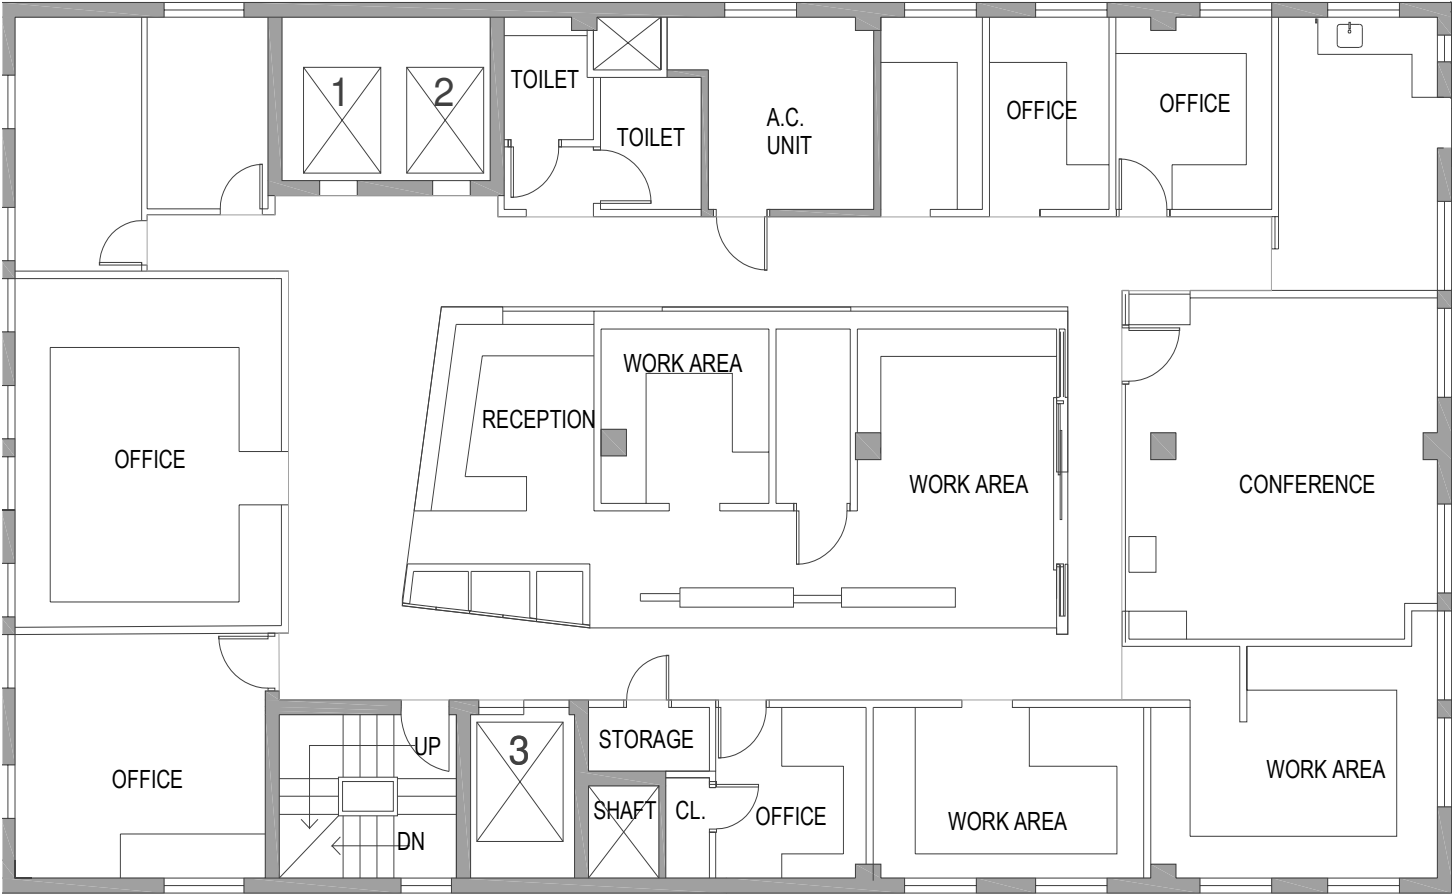 1
2
TOILET
TOILET
A.C.
UNIT
OFFICE
OFFICE
WORK AREA
RECEPTION
OFFICE
WORK AREA
CONFERENCE
UP
STORAGE
3
OFFICE
WORK AREA
SHAFT
CL.
OFFICE
WORK AREA
DN